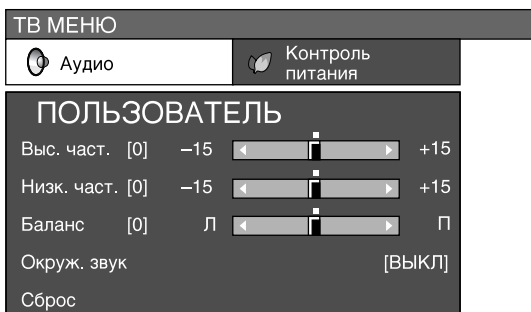 ТВ МЕНЮ
Аудио
Контроль
питания
ПОЛЬЗОВАТЕЛЬ
Выс. част. [0] –15 +15
Низк. част. [0] –15 +15
Баланс [0] Л П
Окруж. звук [ВЫКЛ]
Сброс